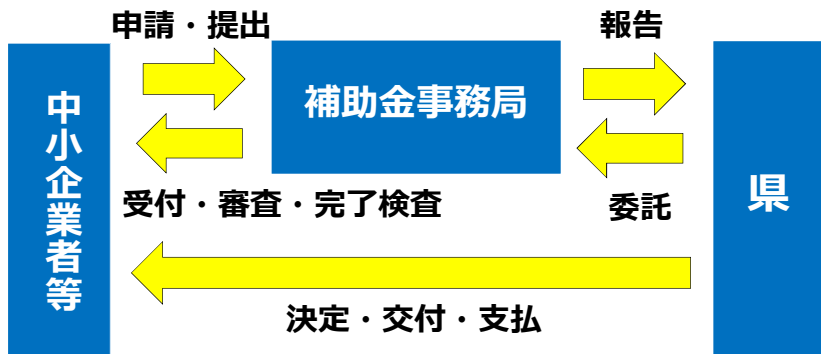 申請・提出
報告
中小企業者等
補助金事務局
県
受付・審査・完了検査
委託
決定・交付・支払